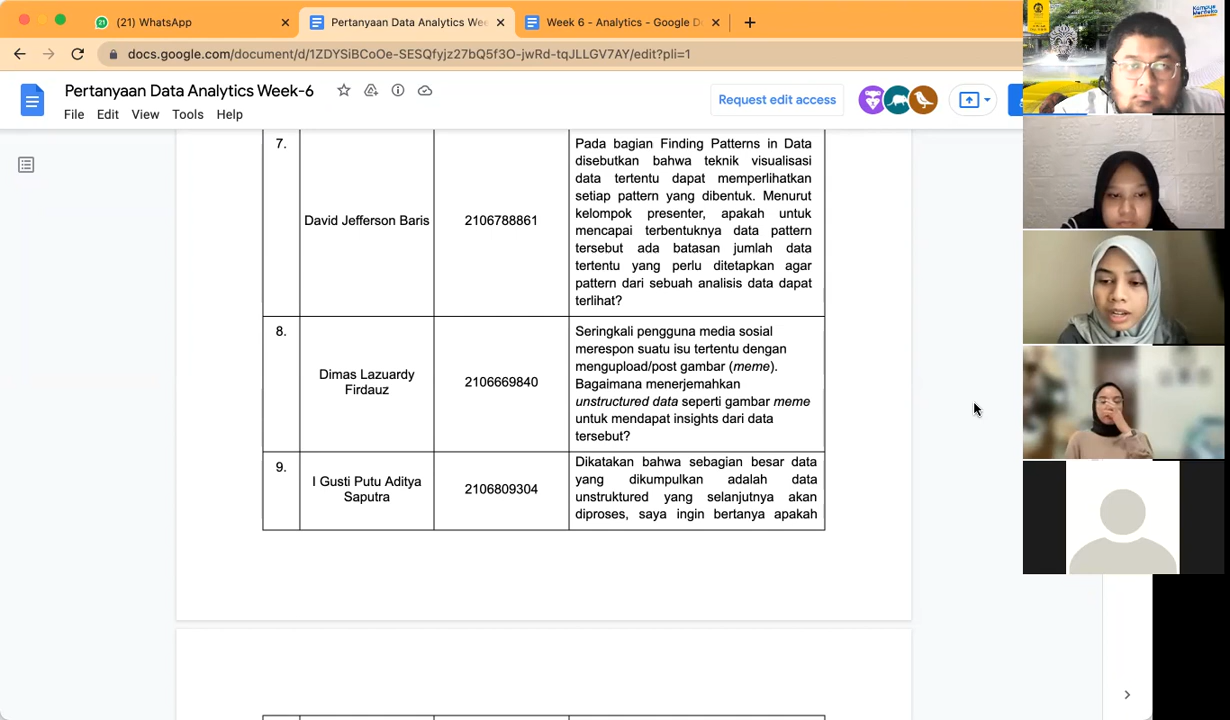 (21) WhatsApp
Pertanyaan Data Analytics Wee
Week 6 - Analytics - Google D
docs.google.com/document/d/1ZDYSiBCoOe-SESQfyjz27bQ5f3O-jwRd-tqJLLGV7AY/edit?pli=1
Pertanyaan Data Analytics Week-6
Request edit access
File Edit View Tools Help
7.
David Jefferson Baris
2106788861
Pada bagian Finding Patterns in Data
disebutkan bahwa teknik visualisasi
data tertentu dapat memperlihatkan
setiap pattern yang dibentuk. Menurut
kelompok presenter, apakah untuk
mencapai terbentuknya data pattern
tersebut ada batasan jumlah data
tertentu yang perlu ditetapkan agar
pattern dari sebuah analisis data dapat
terlihat?
8.
Dimas Lazuardy
Firdauz
2106669840
Seringkali pengguna media sosial
merespon suatu isu tertentu dengan
mengupload/post gambar (meme).
Bagaimana menerjemahkan
unstructured data seperti gambar meme
untuk mendapat insights dari data
tersebut?
9.
I Gusti Putu Aditya
Saputra
2106809304
Dikatakan bahwa sebagian besar data
yang dikumpulkan adalah data
unstruktured yang selanjutnya akan
diproses, saya ingin bertanya apakah
Kampus
Merdeka